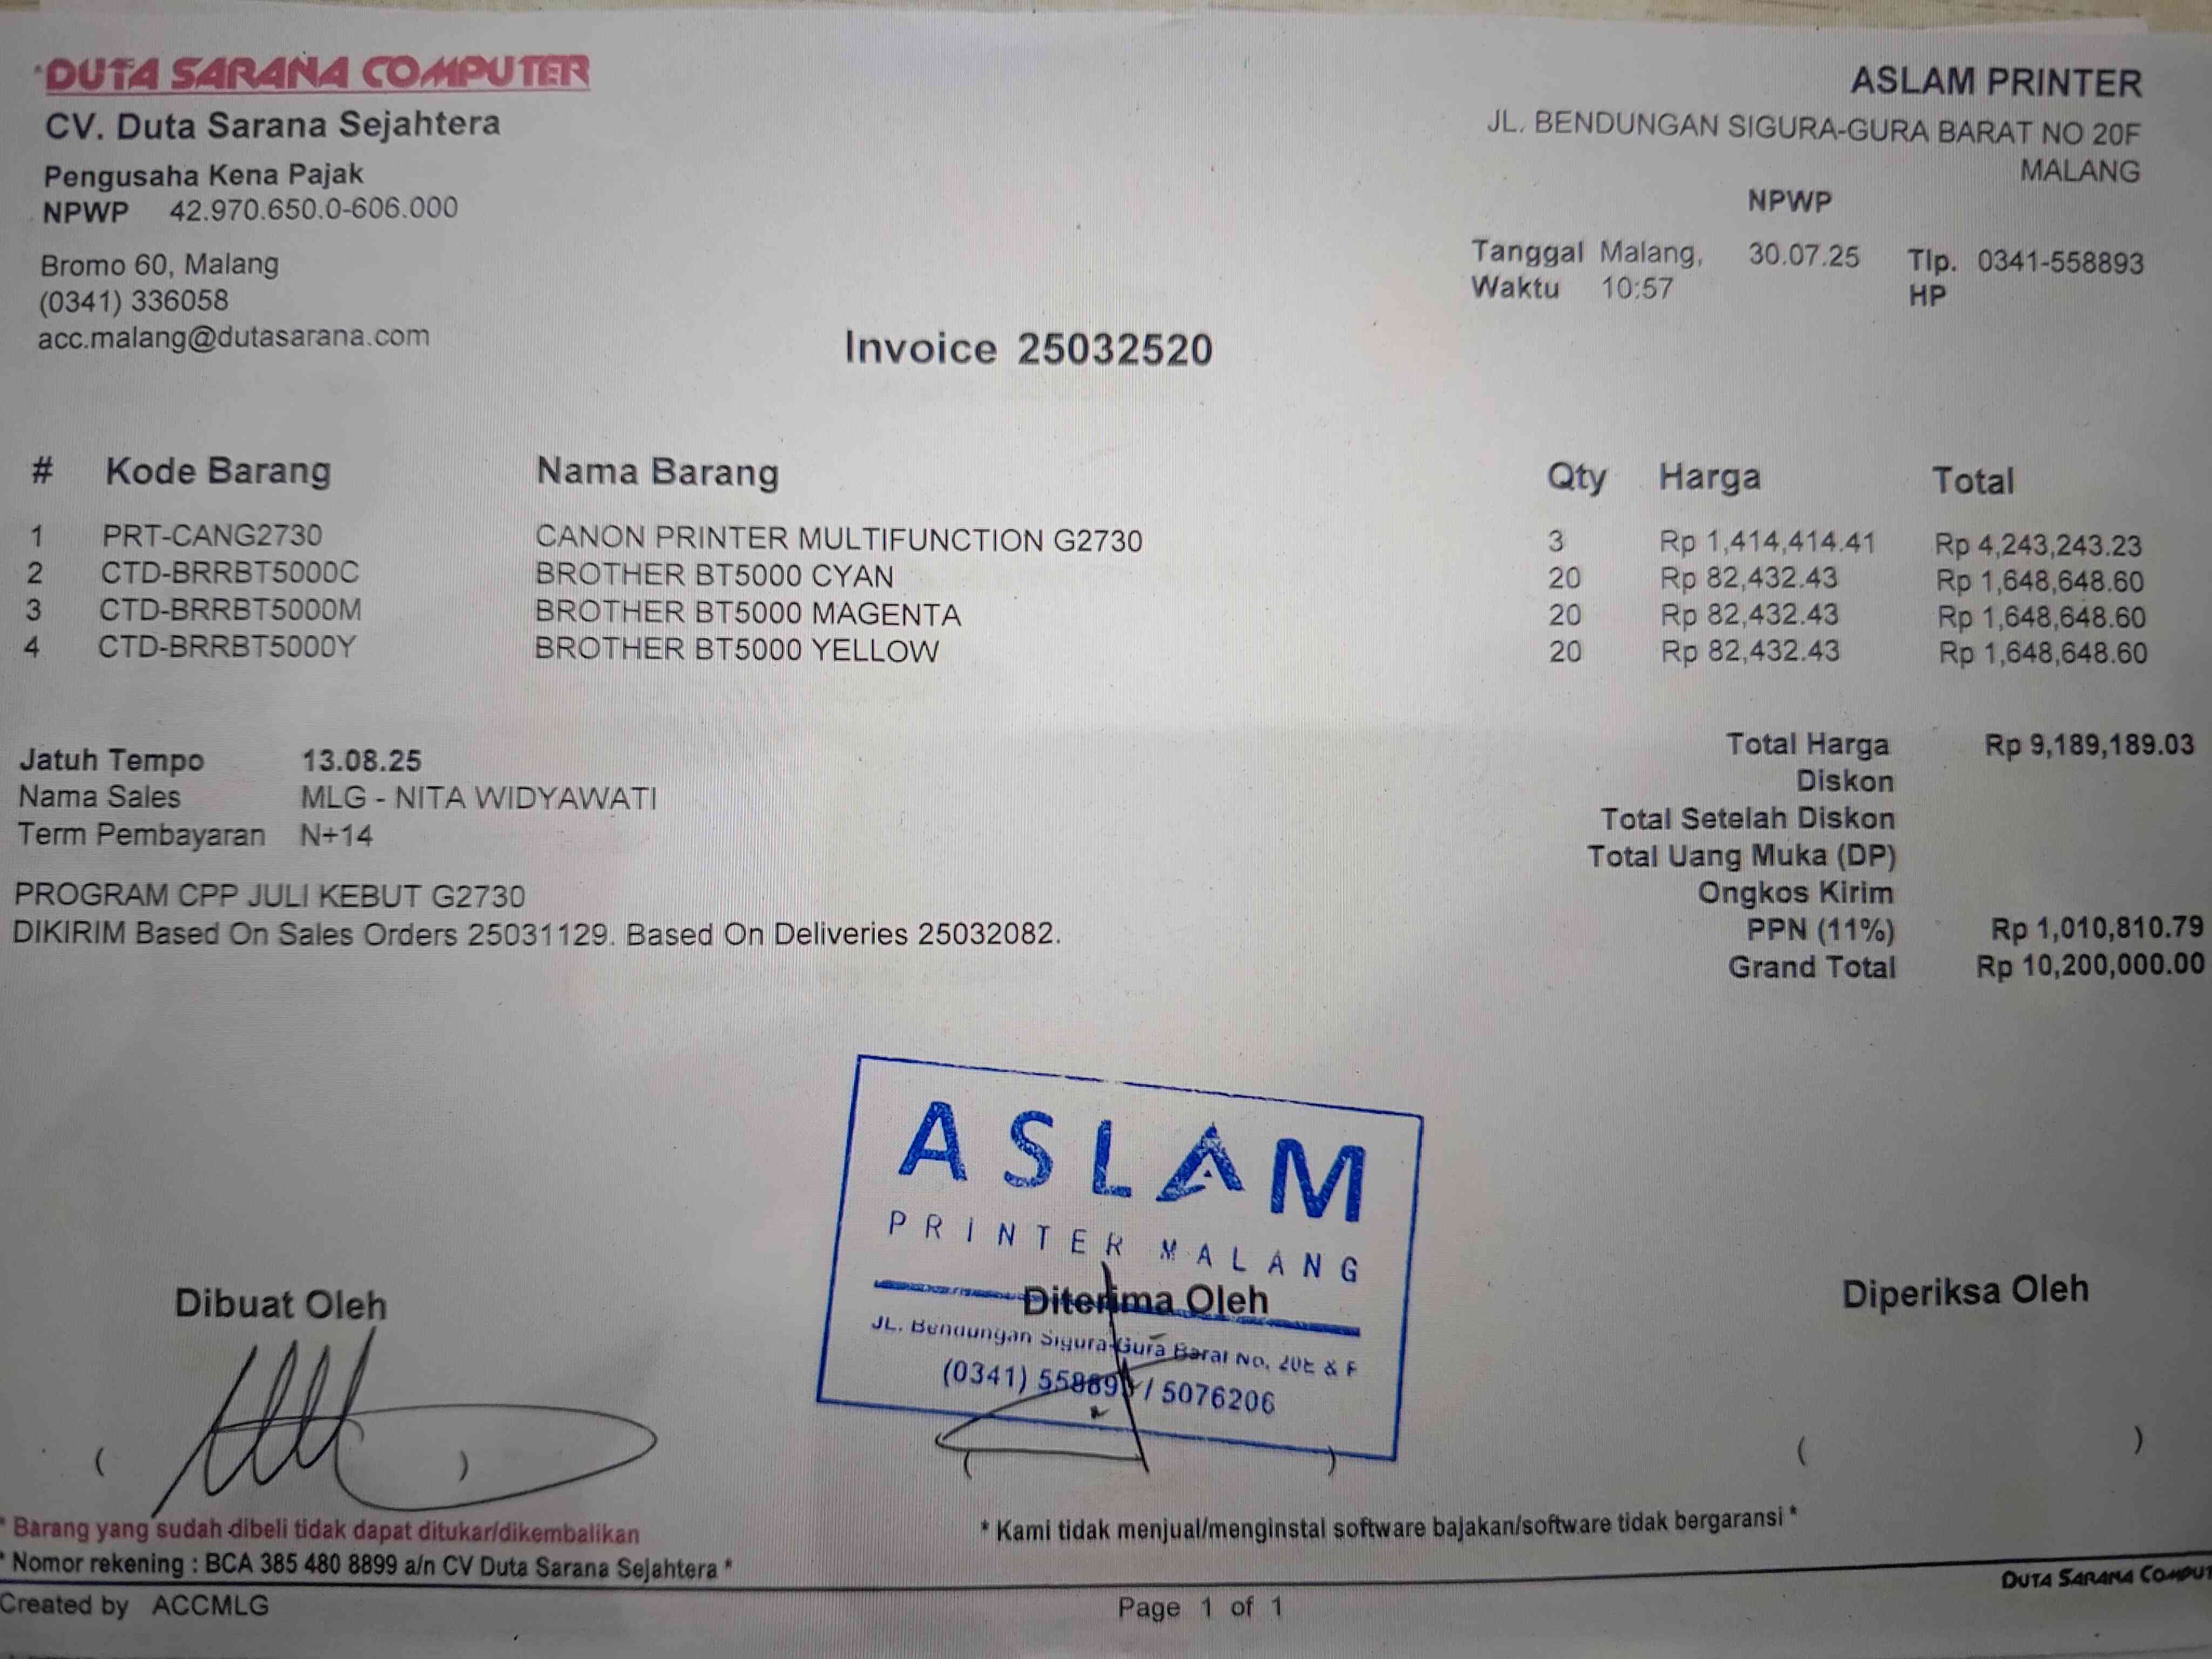 DUTA SARANA COMPUTER
CV. Duta Sarana Sejahtera
Pengusaha Kena Pajak
NPWP 42.970.650.0-606.000
Bromo 60, Malang
(0341) 336058
acc.malang@dutasarana.com
ASLAM PRINTER
JL. BENDUNGAN SIGURA-GURA BARAT NO 20F
MALANG
NPWP
Tanggal Malang, 30.07.25 Tlp. 0341-558893
Waktu 10:57 HP
Invoice 25032520
# Kode Barang Nama Barang Qty Harga Total
1 PRT-CANG2730 CANON PRINTER MULTIFUNCTION G2730 3 Rp 1,414,414.41 Rp 4,243,243.23
2 CTD-BRRBT5000C BROTHER BT5000 CYAN 20 Rp 82,432.43 Rp 1,648,648.60
3 CTD-BRRBT5000M BROTHER BT5000 MAGENTA 20 Rp 82,432.43 Rp 1,648,648.60
4 CTD-BRRBT5000Y BROTHER BT5000 YELLOW 20 Rp 82,432.43 Rp 1,648,648.60
Jatuh Tempo 13.08.25
Nama Sales MLG - NITA WIDYAWATI
Term Pembayaran N+14
PROGRAM CPP JULI KEBUT G2730
DIKIRIM Based On Sales Orders 25031129. Based On Deliveries 25032082.
Total Harga Rp 9,189,189.03
Diskon
Total Setelah Diskon
Total Uang Muka (DP)
Ongkos Kirim
PPN (11%) Rp 1,010,810.79
Grand Total Rp 10,200,000.00
ASLAM
PRINTER MALANG
JL. Bendungan Sigura-Gura Barat No. 20E & F
(0341) 558893 / 5076206
Dibuat Oleh
Diterima Oleh
Diperiksa Oleh
( )
( )
( )
* Barang yang sudah dibeli tidak dapat ditukar/dikembalikan
* Kami tidak menjual/menginstal software bajakan/software tidak bergaransi *
* Nomor rekening : BCA 385 480 8899 a/n CV Duta Sarana Sejahtera *
DUTA SARANA COMPUT
Created by ACCMLG
Page 1 of 1